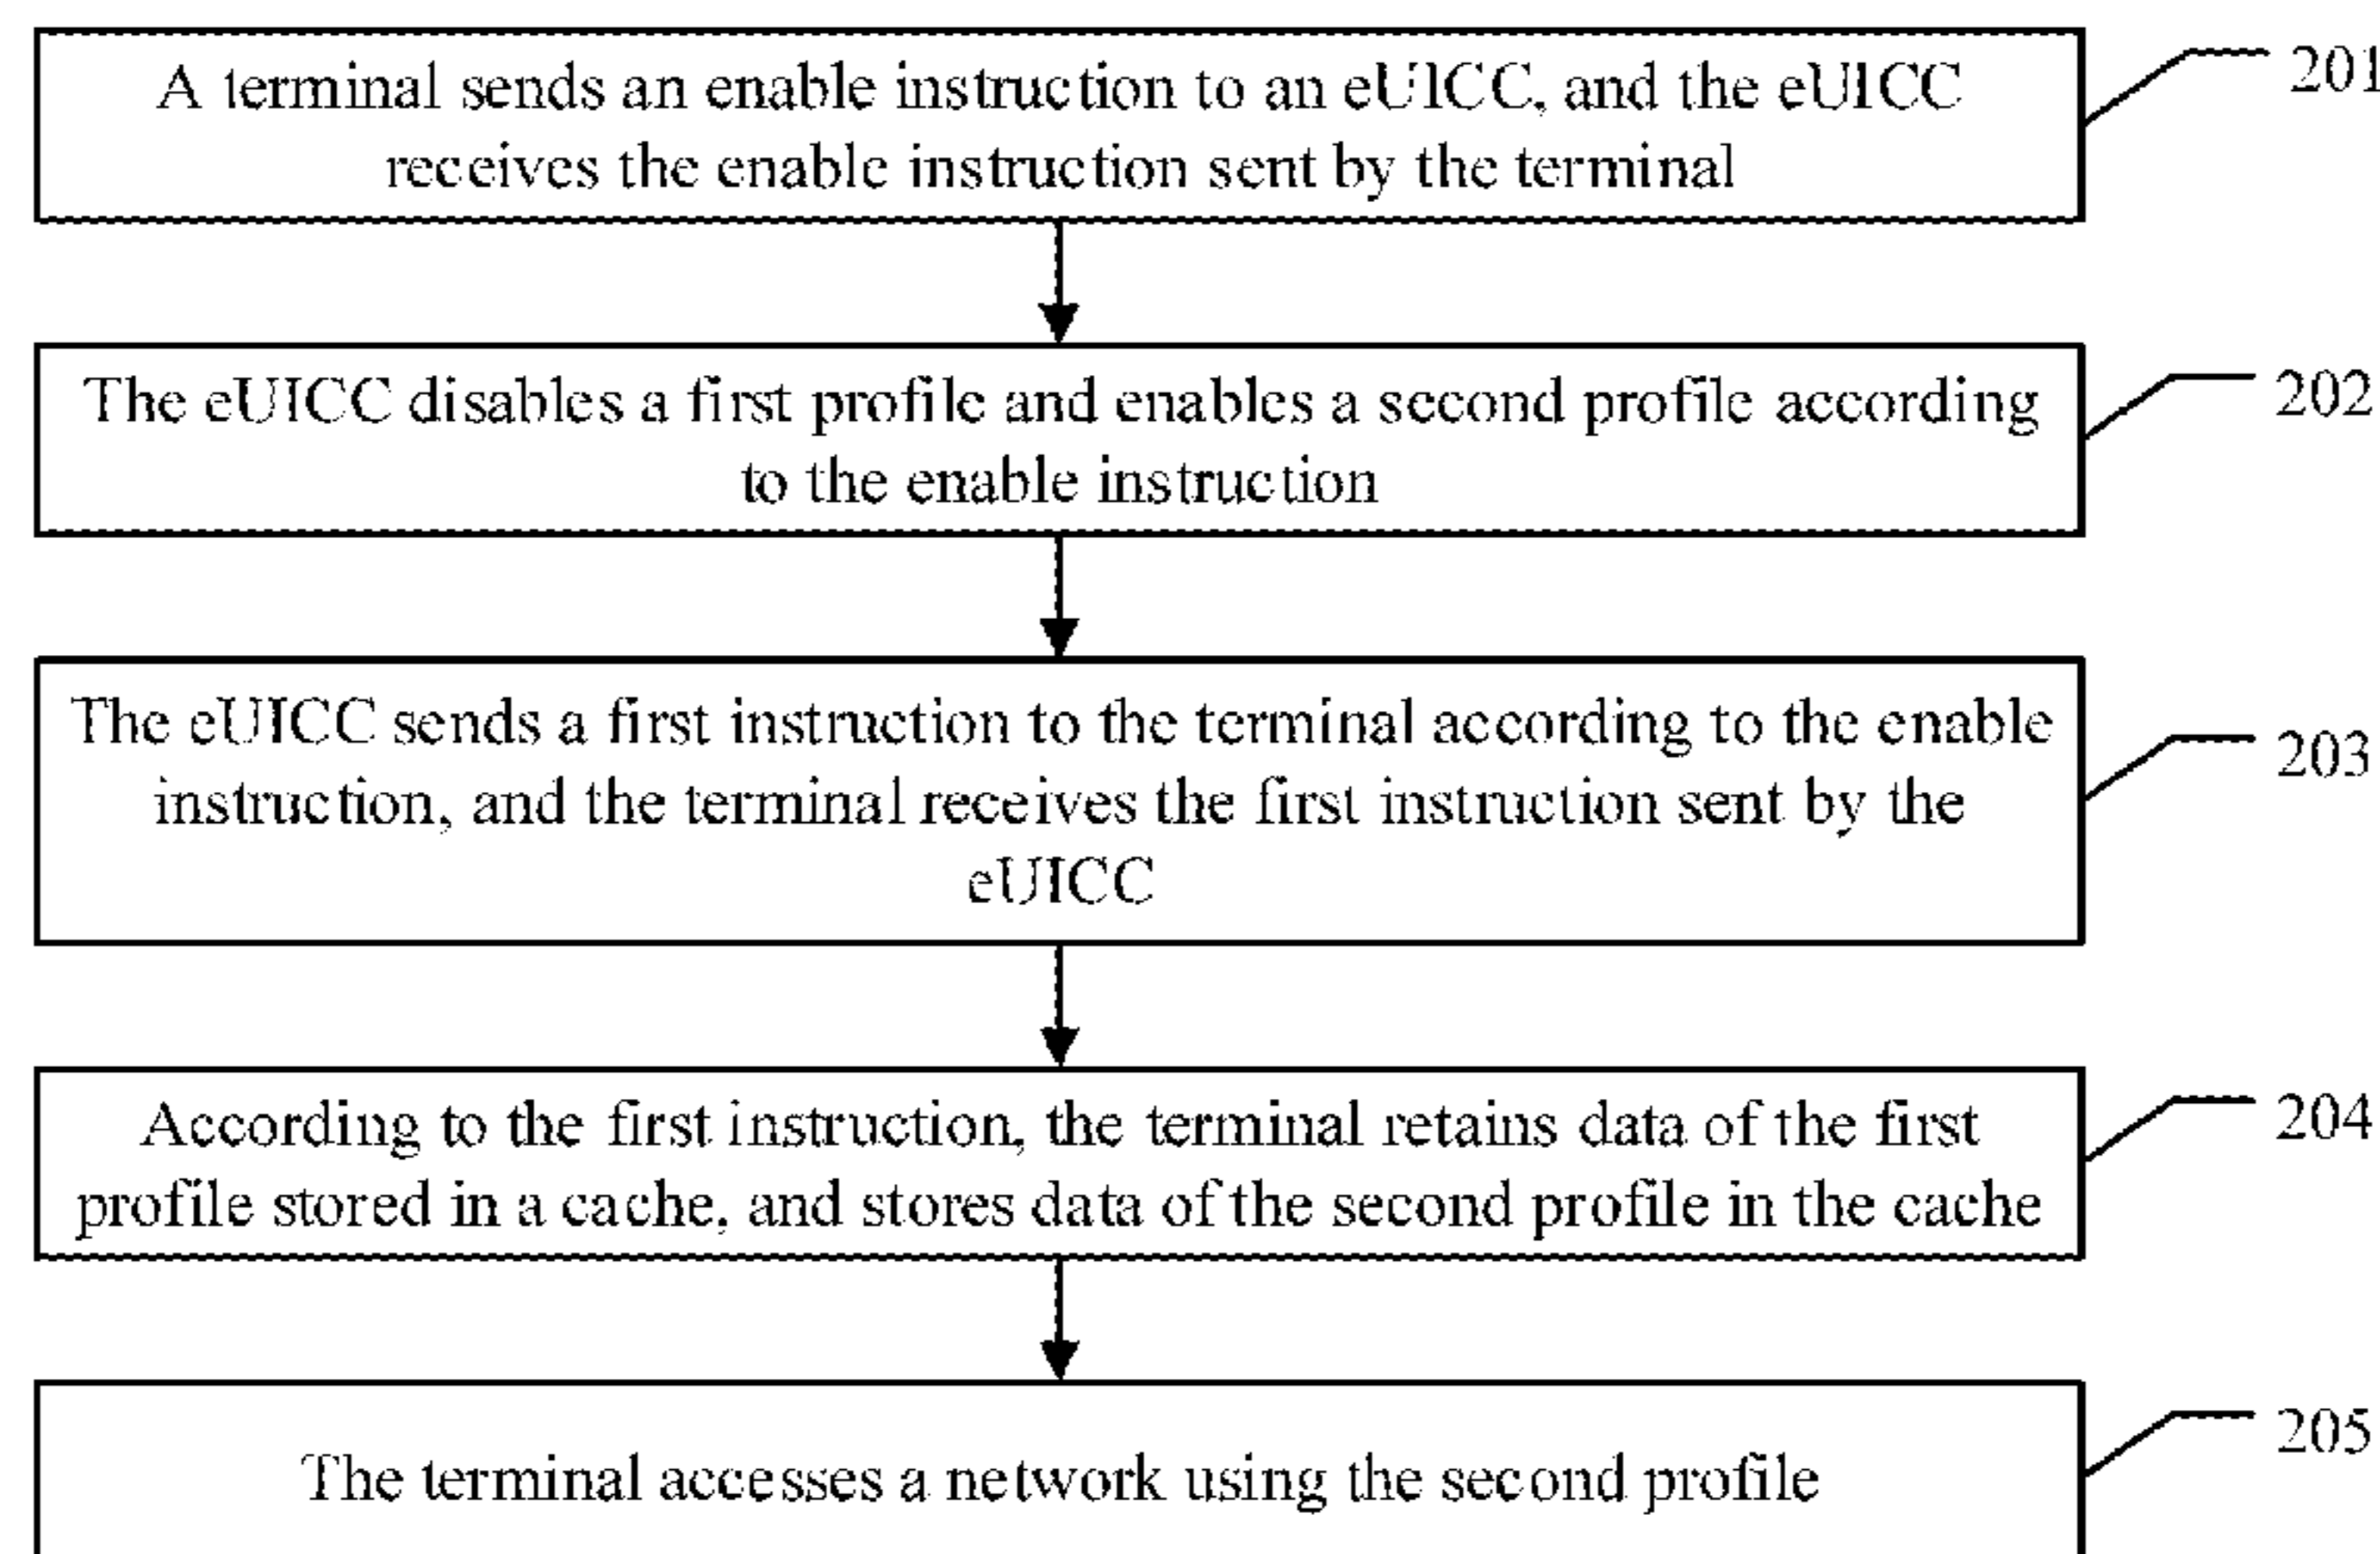 A terminal sends an enable instruction to an eUICC, and the eUICC
receives the enable instruction sent by the terminal
201
The eUICC disables a first profile and enables a second profile according
to the enable instruction
202
The eUICC sends a first instruction to the terminal according to the enable
instruction, and the terminal receives the first instruction sent by the
eUICC
203
According to the first instruction, the terminal retains data of the first
profile stored in a cache, and stores data of the second profile in the cache
204
The terminal accesses a network using the second profile
205